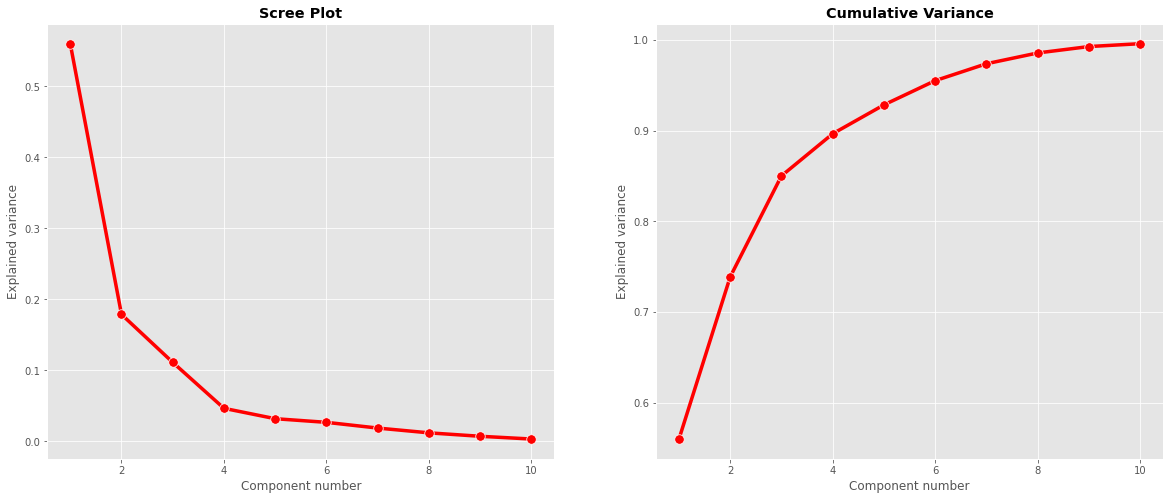 Scree Plot
Explained variance
0.5
0.4
0.3
0.2
0.1
0.0
2 4 6 8 10
Component number
Cumulative Variance
Explained variance
1.0
0.9
0.8
0.7
0.6
2 4 6 8 10
Component number